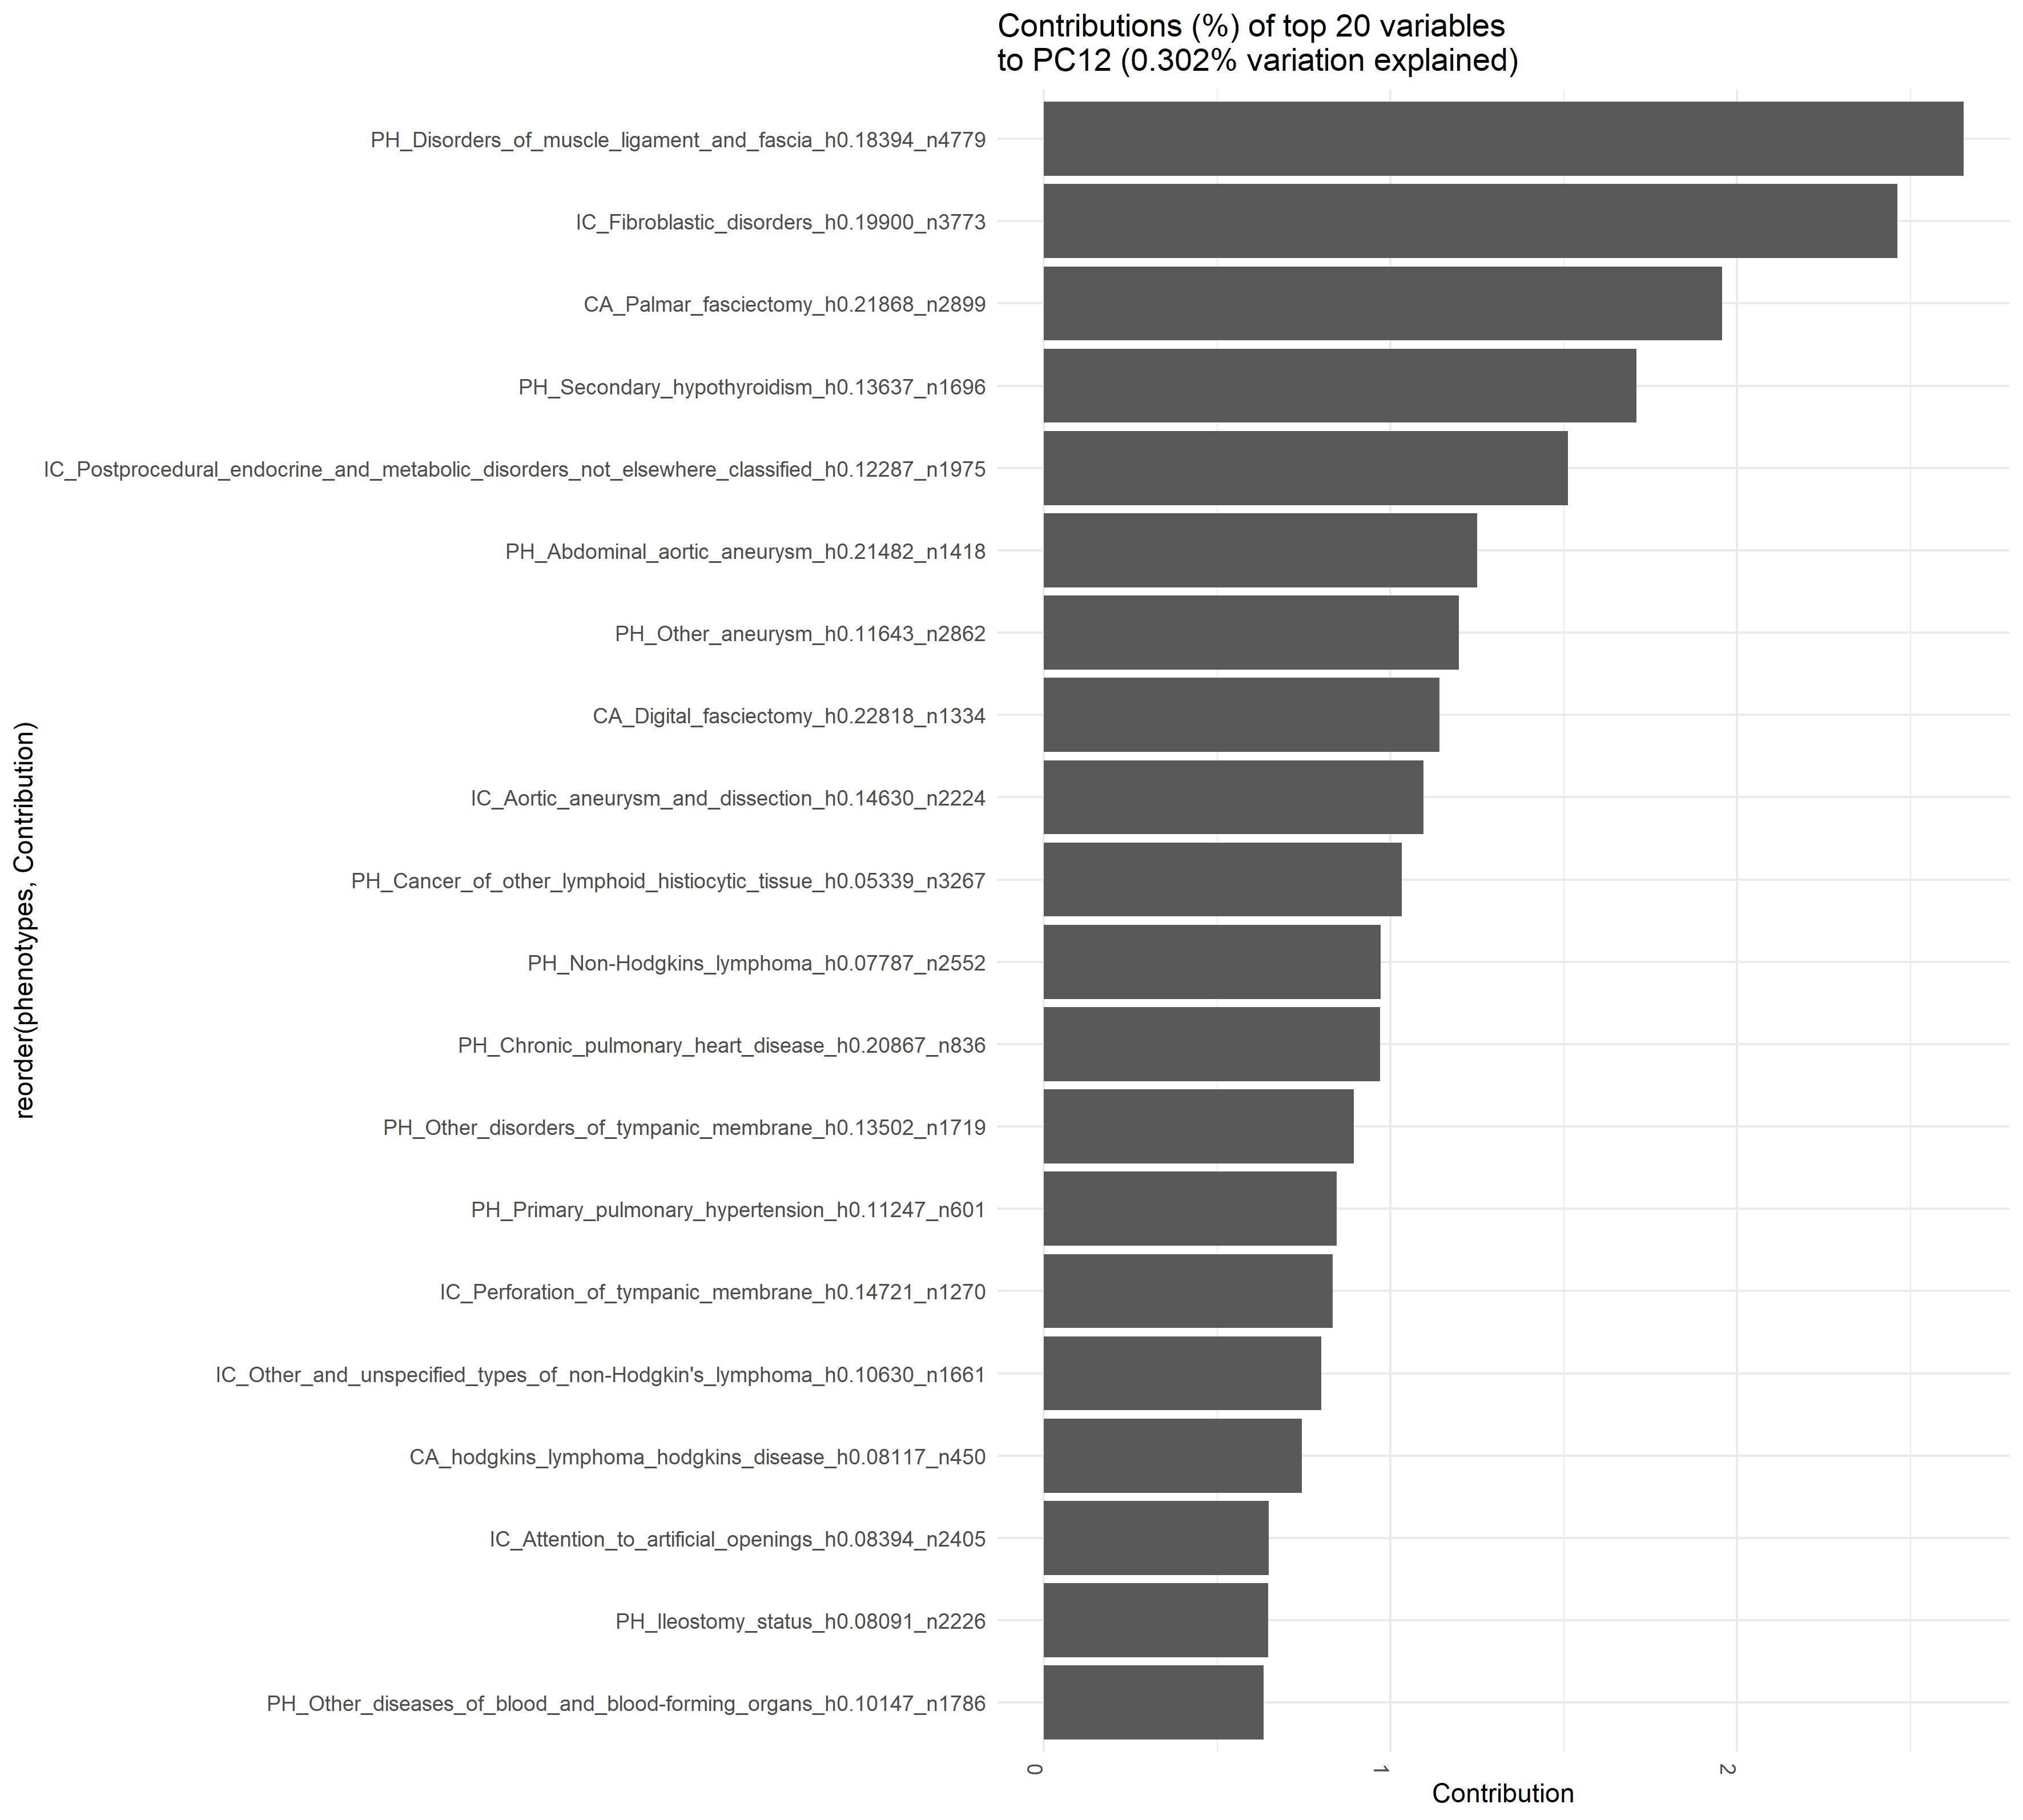 Contributions (%) of top 20 variables
to PC12 (0.302% variation explained)
PH_Disorders_of_muscle_ligament_and_fascia_h0.18394_n4779
IC_Fibroblastic_disorders_h0.19900_n3773
CA_Palmar_fasciectomy_h0.21868_n2899
PH_Secondary_hypothyroidism_h0.13637_n1696
IC_Postprocedural_endocrine_and_metabolic_disorders_not_elsewhere_classified_h0.12287_n1975
PH_Abdominal_aortic_aneurysm_h0.21482_n1418
PH_Other_aneurysm_h0.11643_n2862
CA_Digital_fasciectomy_h0.22818_n1334
IC_Aortic_aneurysm_and_dissection_h0.14630_n2224
PH_Cancer_of_other_lymphoid_histiocytic_tissue_h0.05339_n3267
PH_Non-Hodgkins_lymphoma_h0.07787_n2552
PH_Chronic_pulmonary_heart_disease_h0.20867_n836
PH_Other_disorders_of_tympanic_membrane_h0.13502_n1719
PH_Primary_pulmonary_hypertension_h0.11247_n601
IC_Perforation_of_tympanic_membrane_h0.14721_n1270
IC_Other_and_unspecified_types_of_non-Hodgkin's_lymphoma_h0.10630_n1661
CA_hodgkins_lymphoma_hodgkins_disease_h0.08117_n450
IC_Attention_to_artificial_openings_h0.08394_n2405
PH_Ileostomy_status_h0.08091_n2226
PH_Other_diseases_of_blood_and_blood-forming_organs_h0.10147_n1786
reorder(phenotypes, Contribution)
0 1 2
Contribution